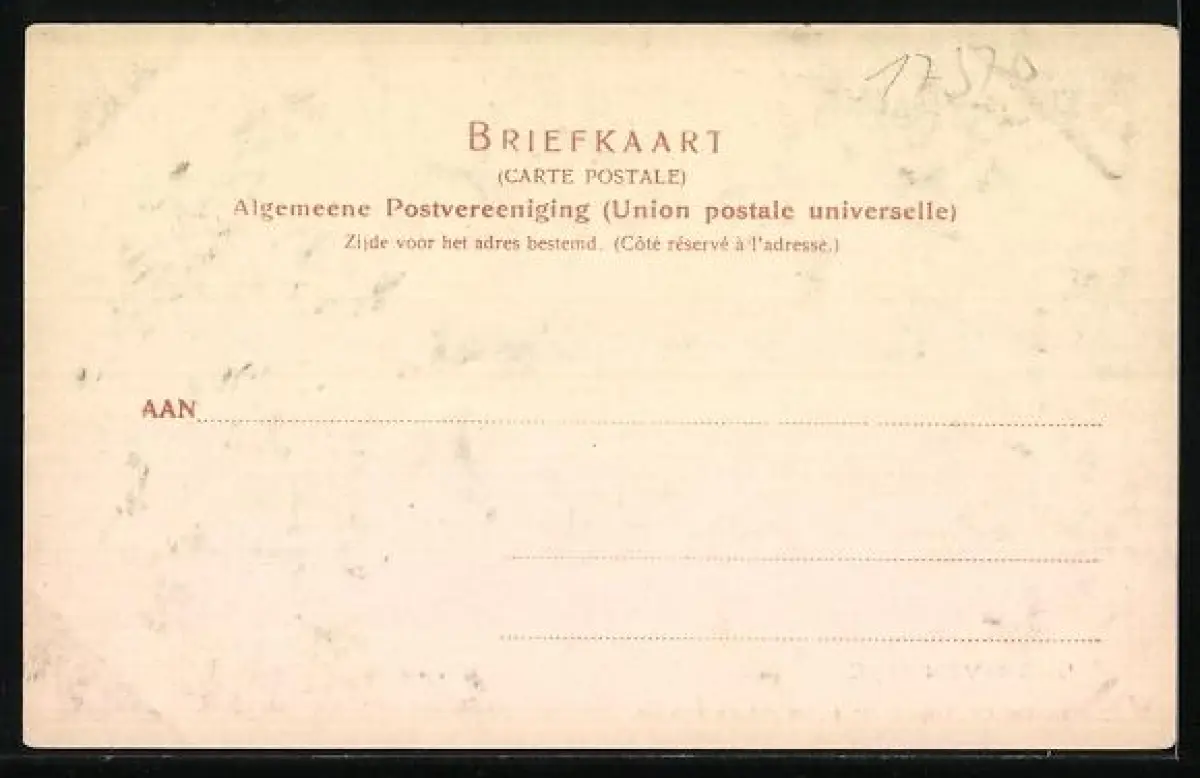 17570
BRIEFKAART
(CARTE POSTALE)
Algemeene Postvereeniging (Union postale universelle)
Zijde voor het adres bestemd. (Côté réservé à l'adresse.)
AAN